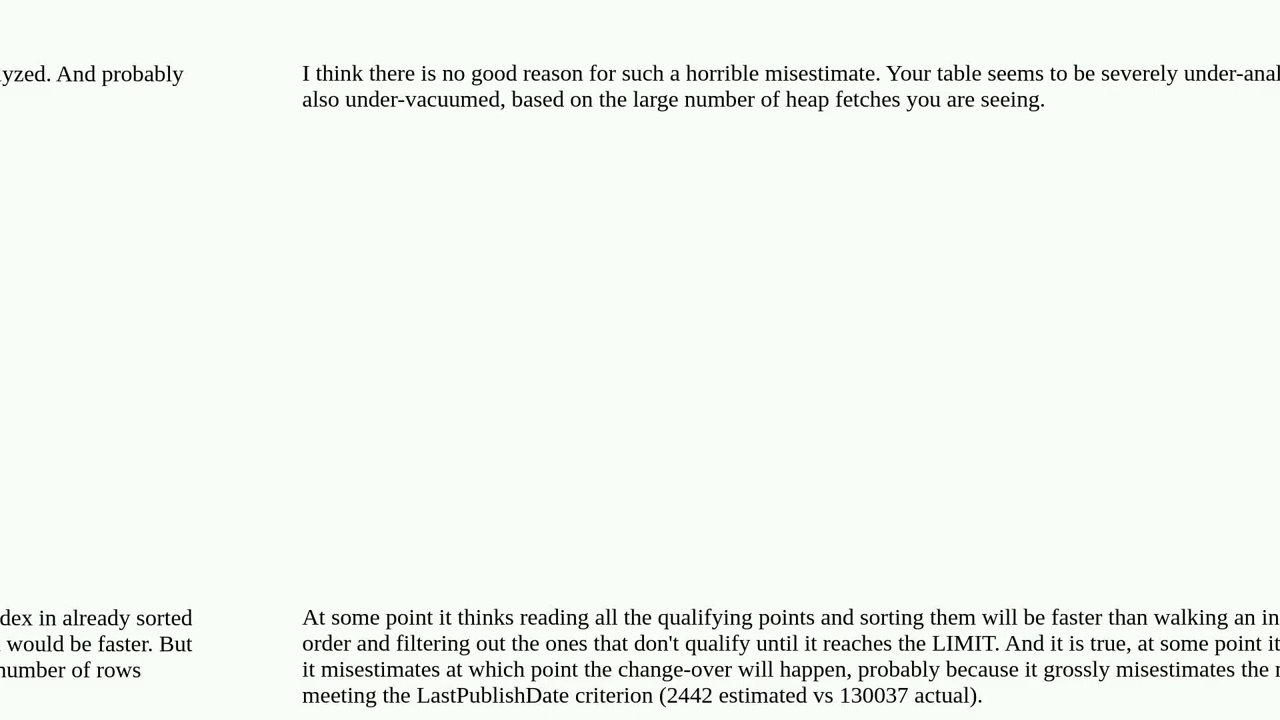 lyzed. And probably
I think there is no good reason for such a horrible misestimate. Your table seems to be severely under-anal
also under-vacuumed, based on the large number of heap fetches you are seeing.
dex in already sorted
would be faster. But
number of rows
At some point it thinks reading all the qualifying points and sorting them will be faster than walking an in
order and filtering out the ones that don't qualify until it reaches the LIMIT. And it is true, at some point it
it misestimates at which point the change-over will happen, probably because it grossly misestimates the
meeting the LastPublishDate criterion (2442 estimated vs 130037 actual).